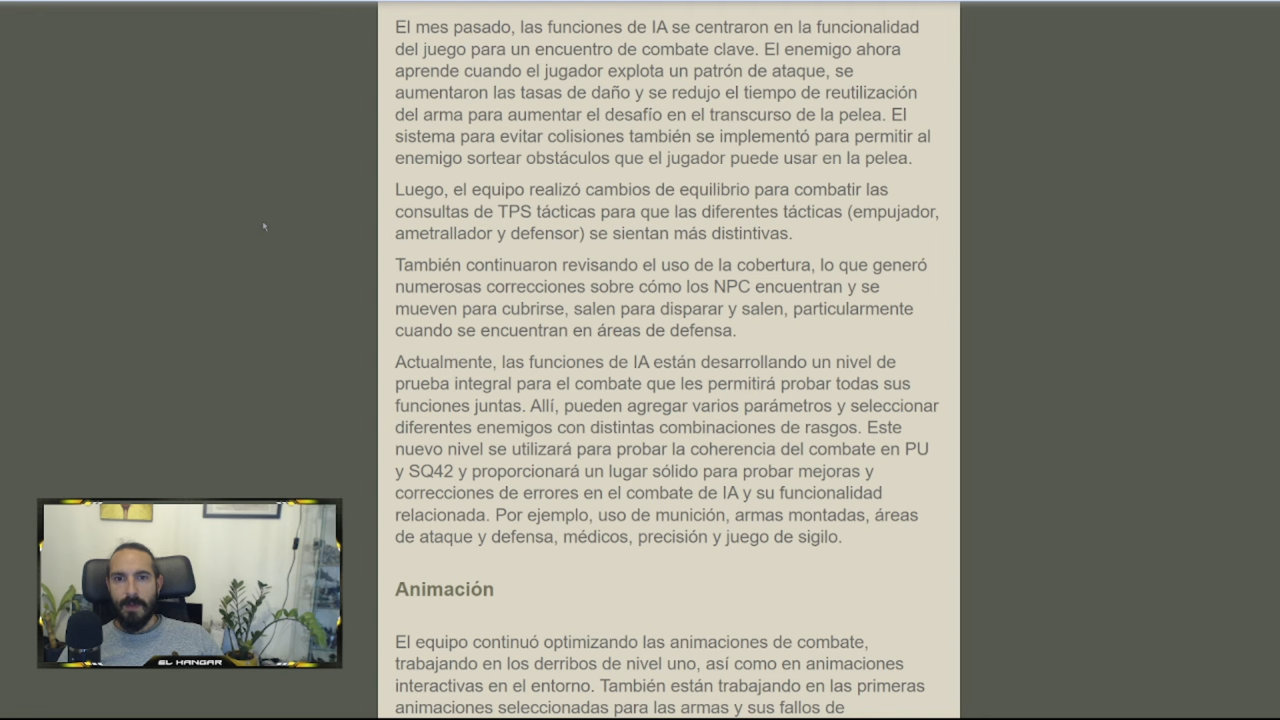 El mes pasado, las funciones de IA se centraron en la funcionalidad
del juego para un encuentro de combate clave. El enemigo ahora
aprende cuando el jugador explota un patrón de ataque, se
aumentaron las tasas de daño y se redujo el tiempo de reutilización
del arma para aumentar el desafío en el transcurso de la pelea. El
sistema para evitar colisiones también se implementó para permitir al
enemigo sortear obstáculos que el jugador puede usar en la pelea.
Luego, el equipo realizó cambios de equilibrio para combatir las
consultas de TPS tácticas para que las diferentes tácticas (empujador,
ametrallador y defensor) se sientan más distintivas.
También continuaron revisando el uso de la cobertura, lo que generó
numerosas correcciones sobre cómo los NPC encuentran y se
mueven para cubrirse, salen para disparar y salen, particularmente
cuando se encuentran en áreas de defensa.
Actualmente, las funciones de IA están desarrollando un nivel de
prueba integral para el combate que les permitirá probar todas sus
funciones juntas. Allí, pueden agregar varios parámetros y seleccionar
diferentes enemigos con distintas combinaciones de rasgos. Este
nuevo nivel se utilizará para probar la coherencia del combate en PU
y SQ42 y proporcionará un lugar sólido para probar mejoras y
correcciones de errores en el combate de IA y su funcionalidad
relacionada. Por ejemplo, uso de munición, armas montadas, áreas
de ataque y defensa, médicos, precisión y juego de sigilo.
Animación
El equipo continuó optimizando las animaciones de combate,
trabajando en los derribos de nivel uno, así como en animaciones
interactivas en el entorno. También están trabajando en las primeras
animaciones seleccionadas para las armas y sus fallos de
EL HANGAR